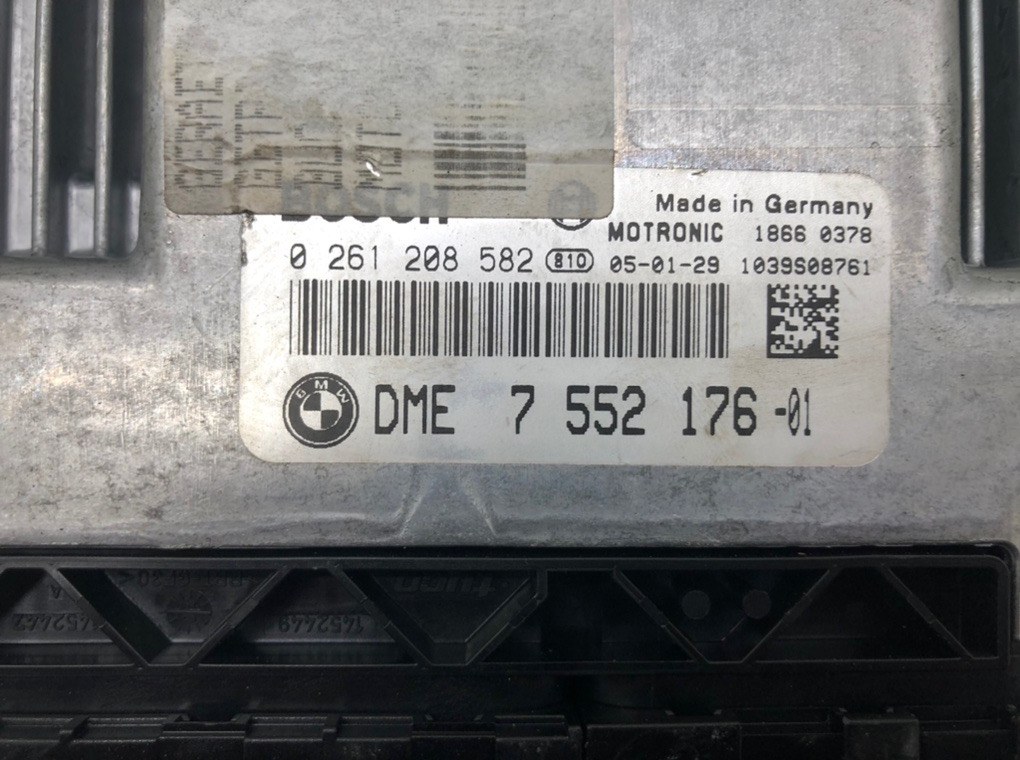 BOSCH
Made in Germany
MOTRONIC 1866 0378
0 261 208 582 810 05-01-29 1039S08761
BMW DME 7 552 176 -01
1452449